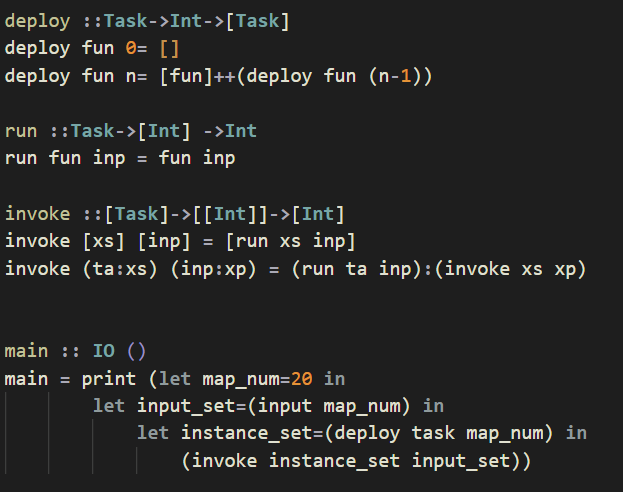 deploy ::Task->Int->[Task]
deploy fun 0= []
deploy fun n= [fun]++(deploy fun (n-1))
run ::Task->[Int] ->Int
run fun inp = fun inp
invoke ::[Task]->[[Int]]->[Int]
invoke [xs] [inp] = [run xs inp]
invoke (ta:xs) (inp:xp) = (run ta inp):(invoke xs xp)
main :: IO ()
main = print (let map_num=20 in
let input_set=(input map_num) in
let instance_set=(deploy task map_num) in
(invoke instance_set input_set))